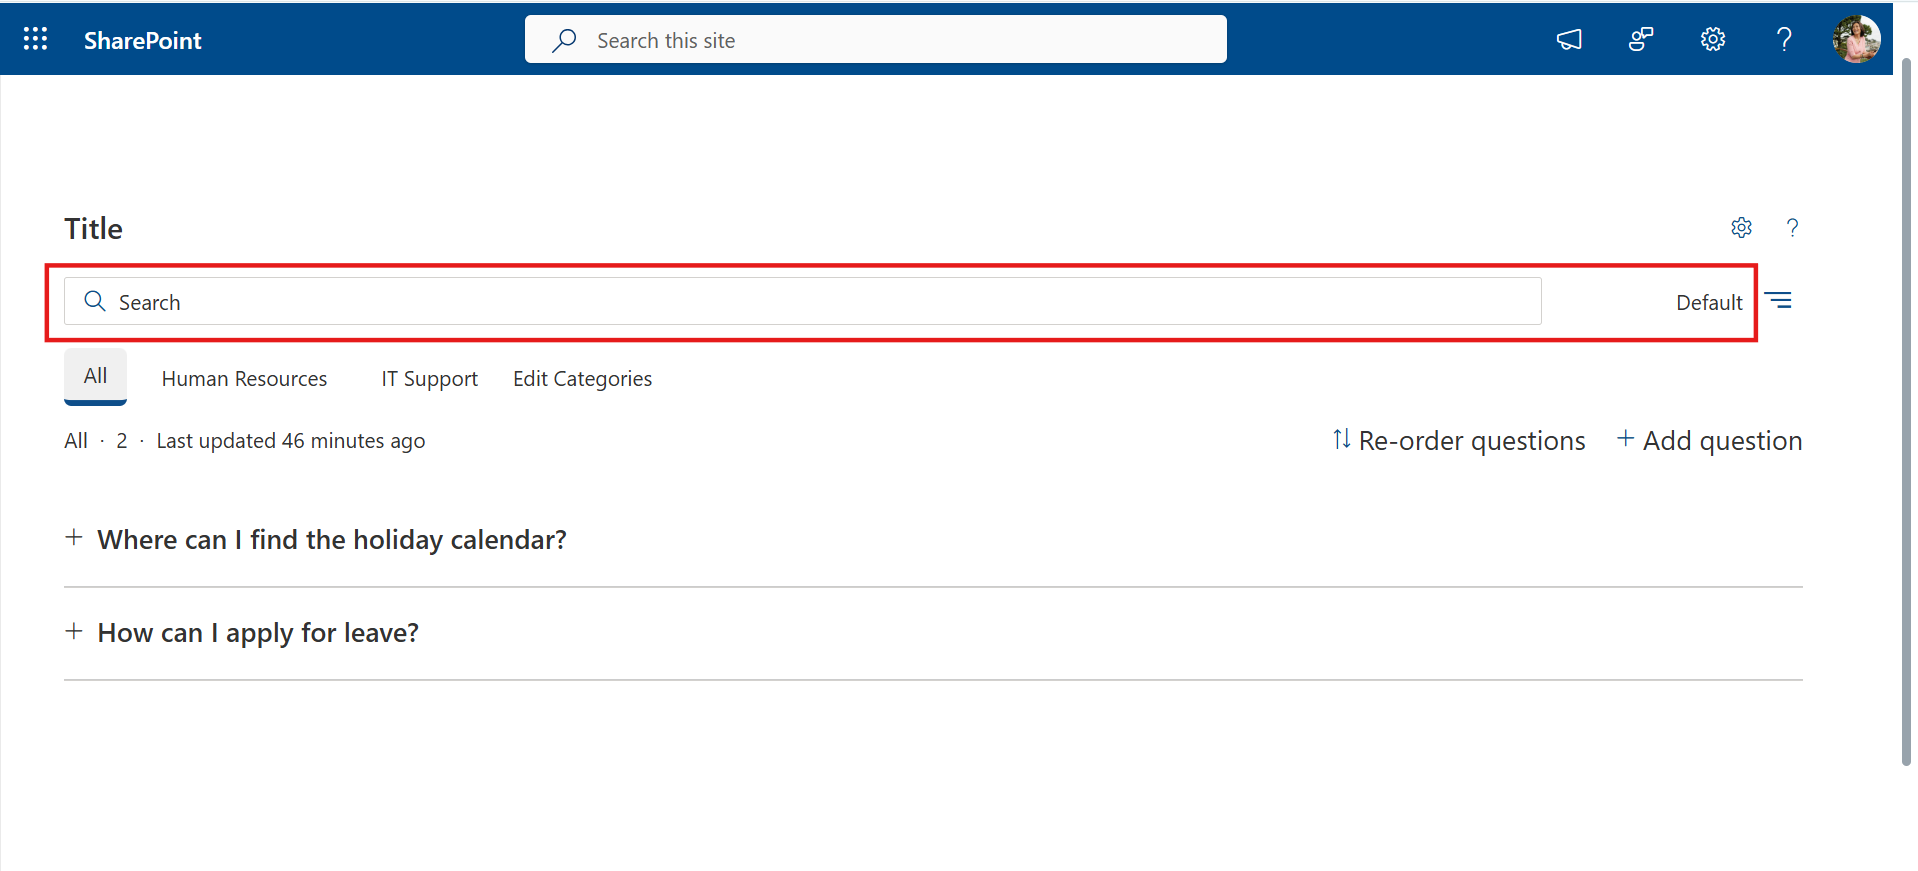 SharePoint
Search this site
Title
Search
Default
All
Human Resources
IT Support
Edit Categories
All · 2 · Last updated 46 minutes ago
Re-order questions
+ Add question
+ Where can I find the holiday calendar?
+ How can I apply for leave?